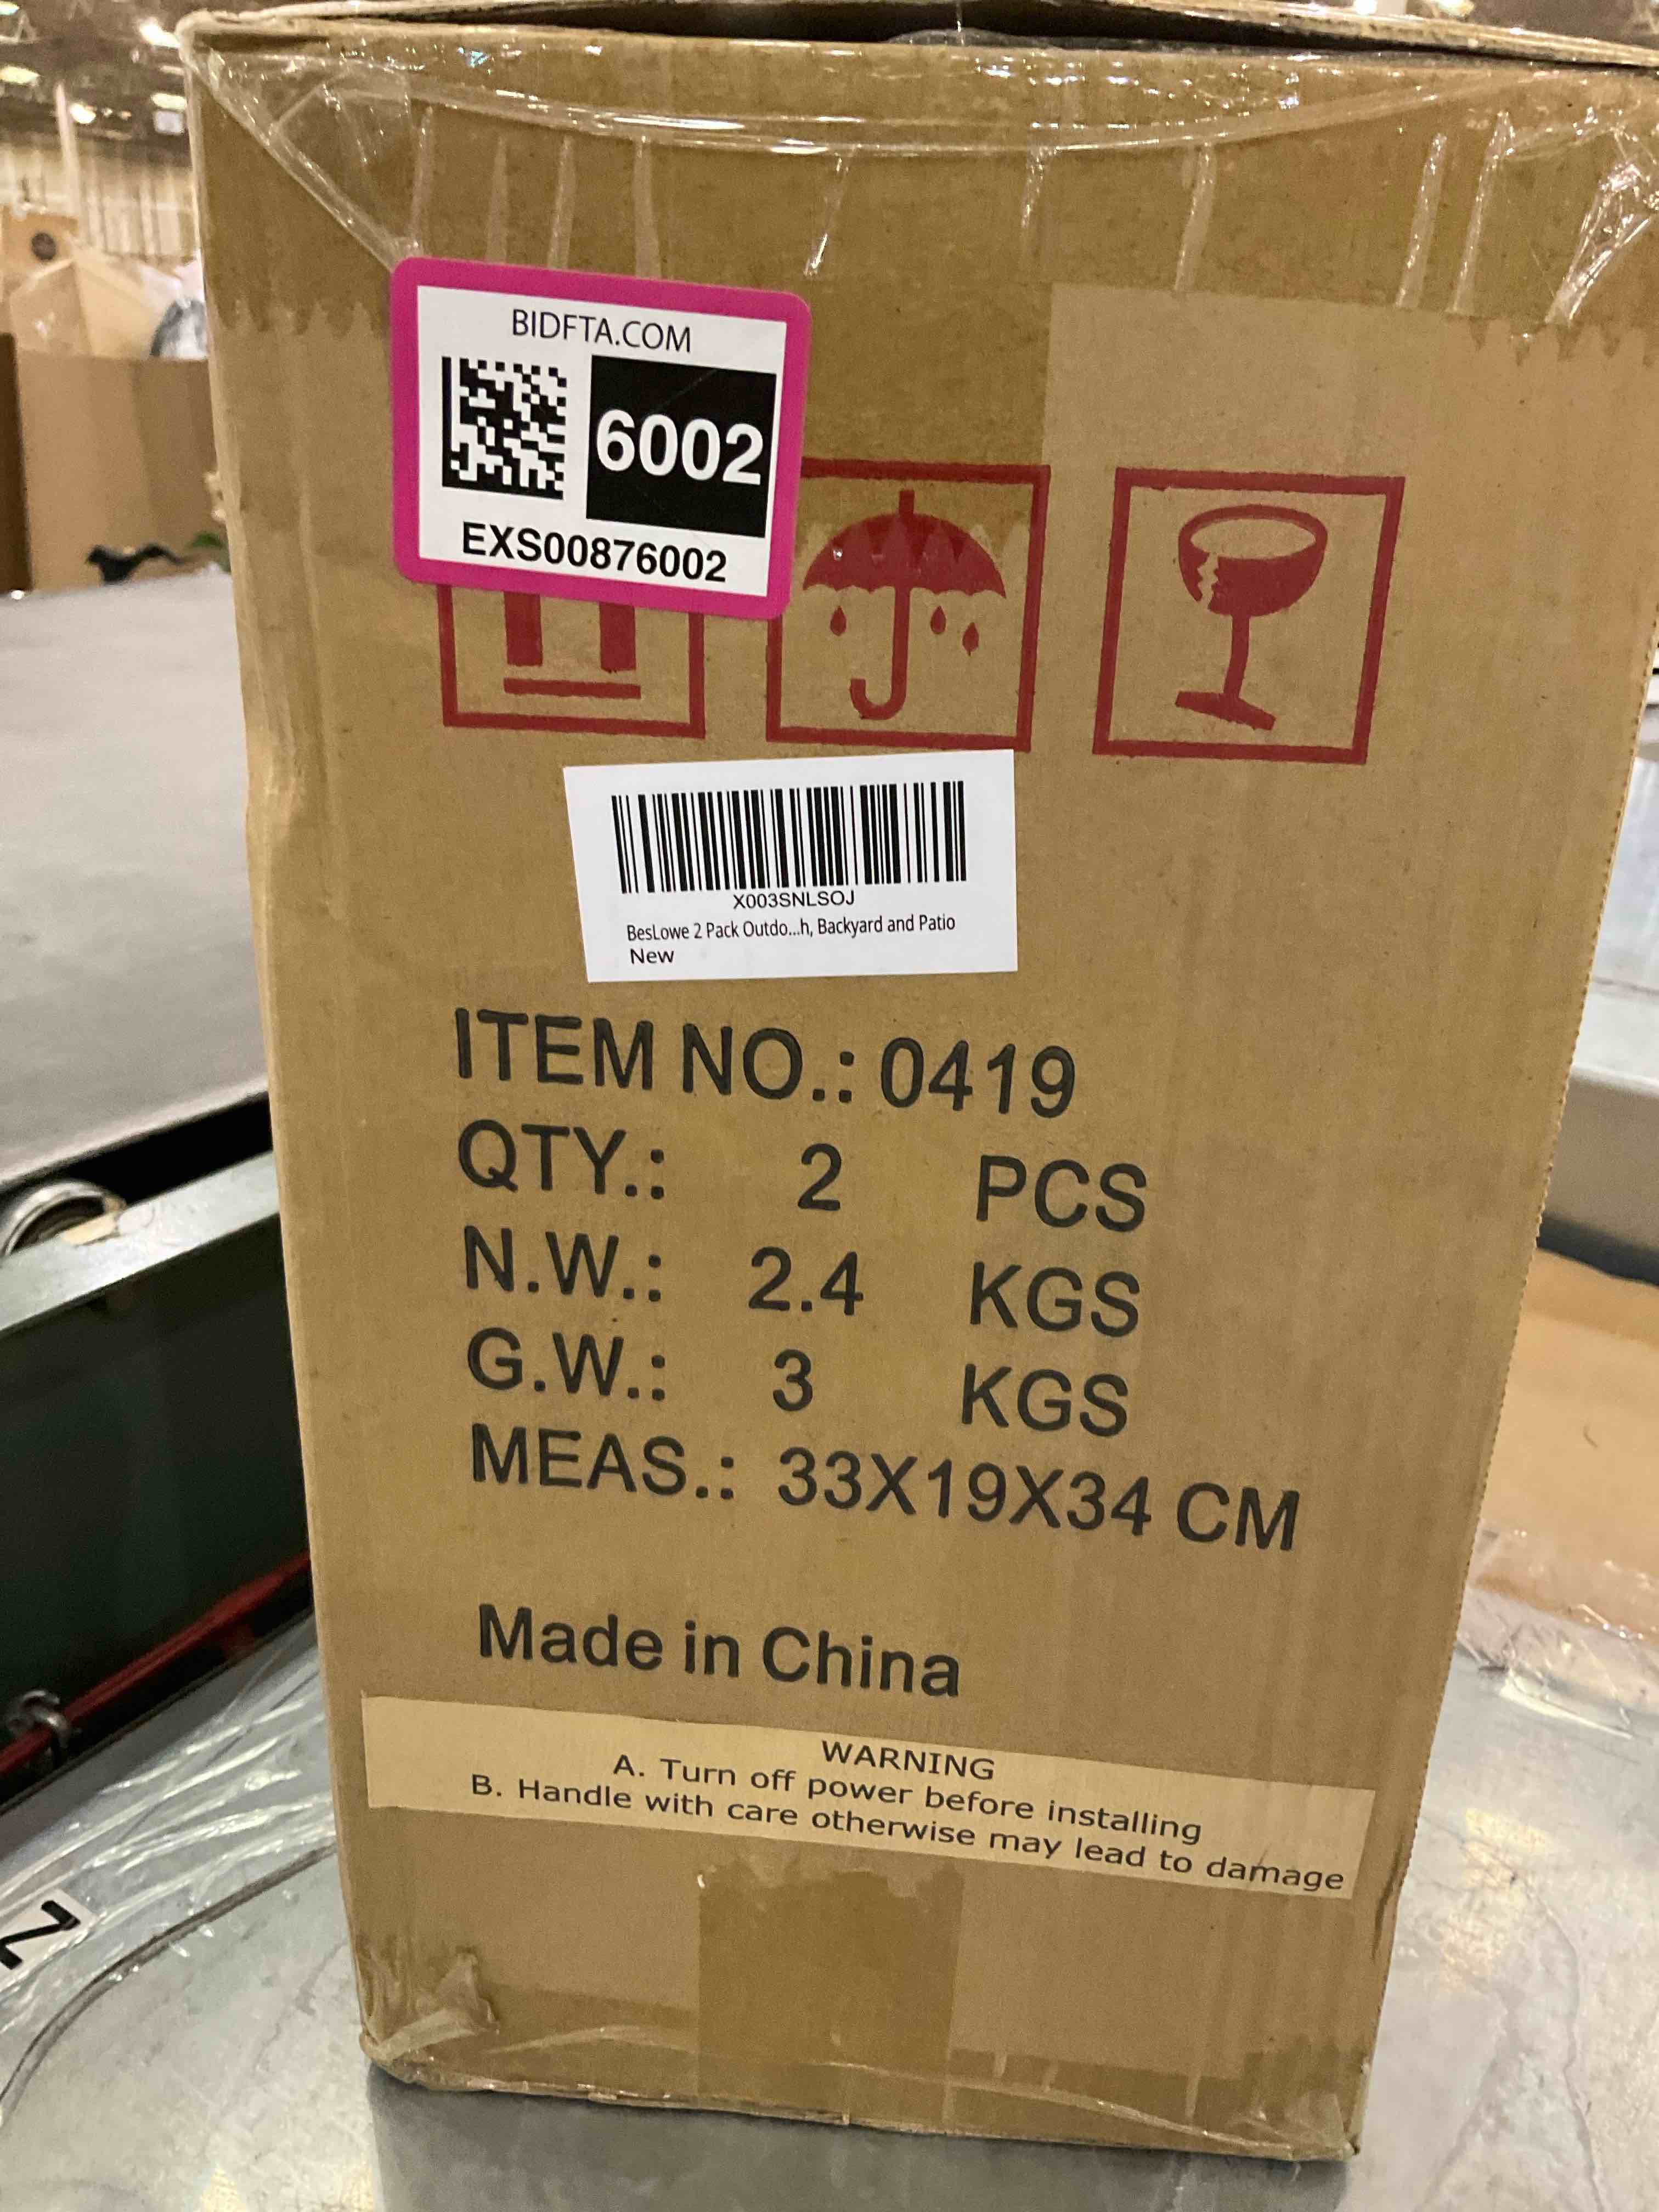 BIDFTA.COM
6002
EXS00876002
X003SNLSOJ
BesLowe 2 Pack Outdo...h, Backyard and Patio
New
ITEM NO.: 0419
QTY.: 2 PCS
N.W.: 2.4 KGS
G.W.: 3 KGS
MEAS.: 33X19X34 CM
Made in China
WARNING
A. Turn off power before installing
B. Handle with care otherwise may lead to damage
Z